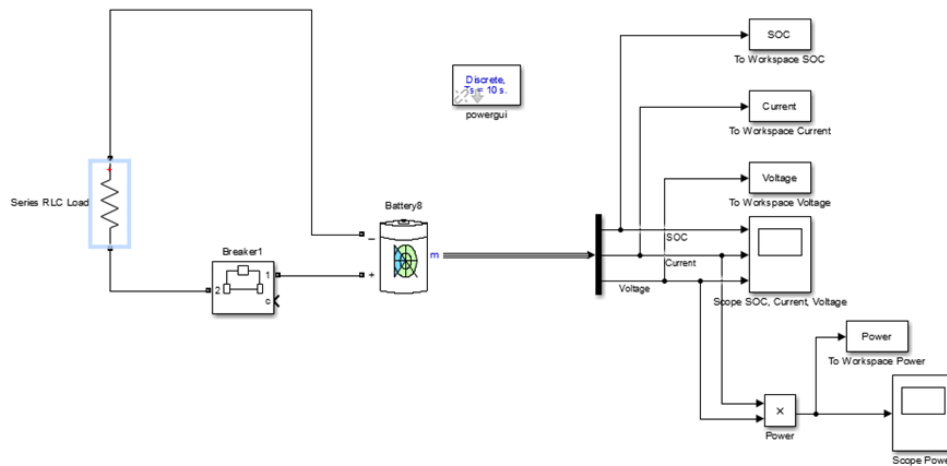 SOC
To Workspace SOC
Discrete,
Ts = 10 s.
powergui
Current
To Workspace Current
Series RLC Load
+
Voltage
To Workspace Voltage
Battery8
−
m
+
Breaker1
2
1
c
SOC
Current
Voltage
Scope SOC, Current, Voltage
Power
To Workspace Power
×
Power
Scope Power